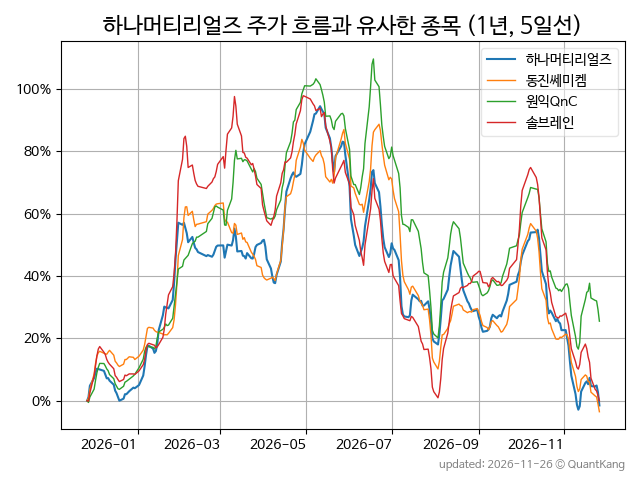 하나머티리얼즈 주가 흐름과 유사한 종목 (1년, 5일선)
하나머티리얼즈
동진쎄미켐
원익QnC
솔브레인
100%
80%
60%
40%
20%
0%
2026-01 2026-03 2026-05 2026-07 2026-09 2026-11
updated: 2026-11-26 © QuantKang